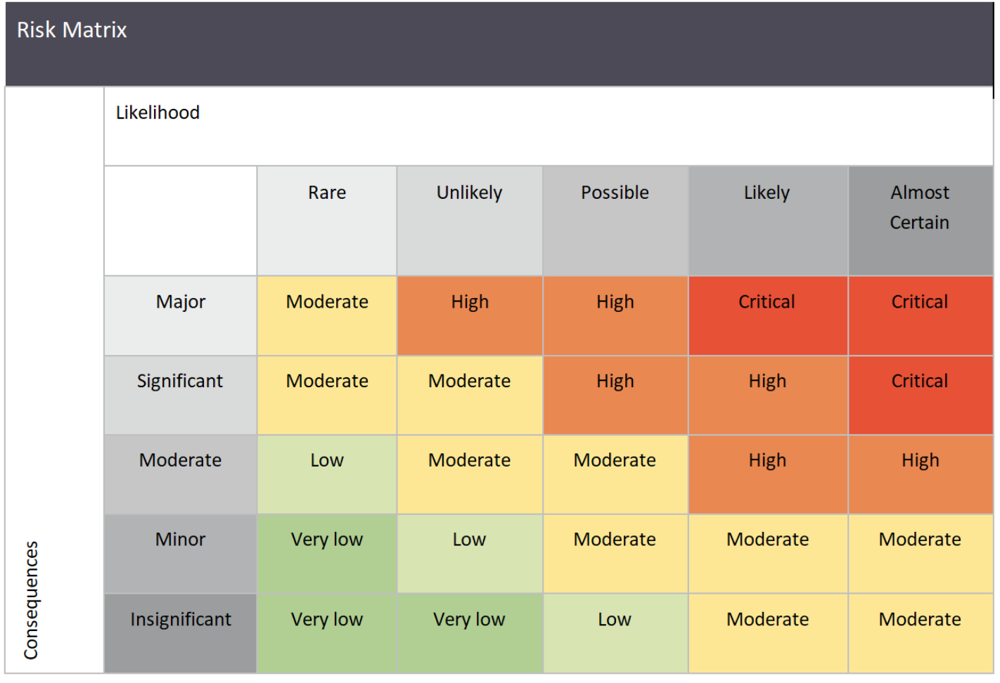 Risk Matrix
Likelihood
Rare Unlikely Possible Likely Almost
Certain
Major Moderate High High Critical Critical
Significant Moderate Moderate High High Critical
Moderate Low Moderate Moderate High High
Minor Very low Low Moderate Moderate Moderate
Insignificant Very low Very low Low Moderate Moderate
Consequences